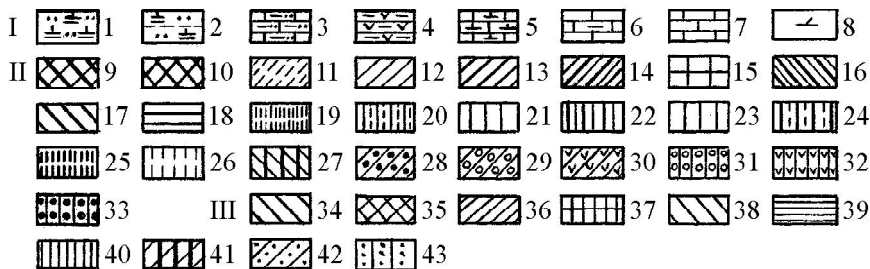 I 1 2 3 4 5 6 7 8
II 9 10 11 12 13 14 15 16
17 18 19 20 21 22 23 24
25 26 27 28 29 30 31 32
33 III 34 35 36 37 38 39
40 41 42 43